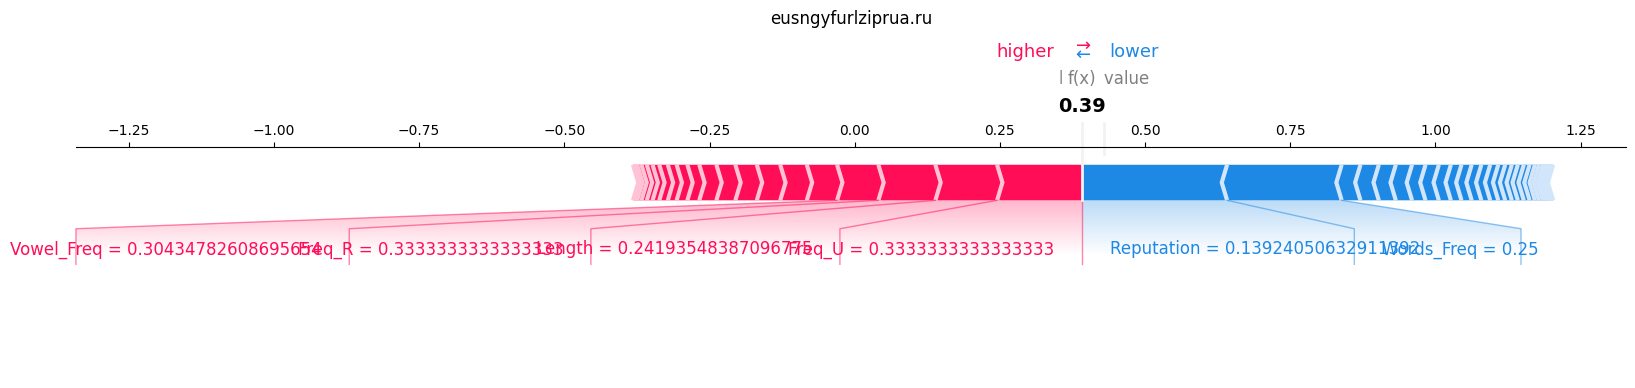 eusngyfurlziprua.ru
higher → ← lower
l f(x) value
0.39
−1.25 −1.00 −0.75 −0.50 −0.25 0.00 0.25 0.50 0.75 1.00 1.25
Vowel_Freq = 0.30434782608695654 Freq_R = 0.3333333333333333 Length = 0.24193548387096775 Freq_U = 0.3333333333333333 Reputation = 0.13924050632911392 Words_Freq = 0.25